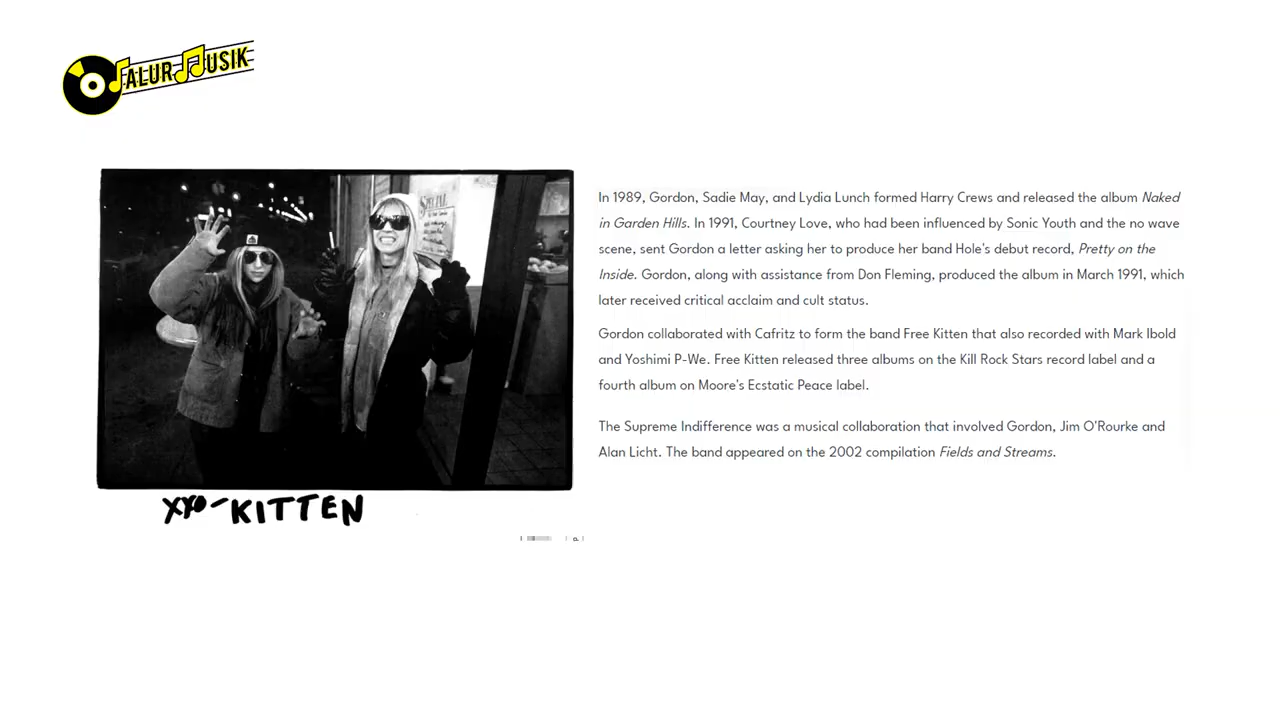 ALUR MUSIK
SPECIAL
In 1989, Gordon, Sadie May, and Lydia Lunch formed Harry Crews and released the album Naked
in Garden Hills. In 1991, Courtney Love, who had been influenced by Sonic Youth and the no wave
scene, sent Gordon a letter asking her to produce her band Hole's debut record, Pretty on the
Inside. Gordon, along with assistance from Don Fleming, produced the album in March 1991, which
later received critical acclaim and cult status.
Gordon collaborated with Cafritz to form the band Free Kitten that also recorded with Mark Ibold
and Yoshimi P-We. Free Kitten released three albums on the Kill Rock Stars record label and a
fourth album on Moore's Ecstatic Peace label.
The Supreme Indifference was a musical collaboration that involved Gordon, Jim O'Rourke and
Alan Licht. The band appeared on the 2002 compilation Fields and Streams.
XXO-KITTEN